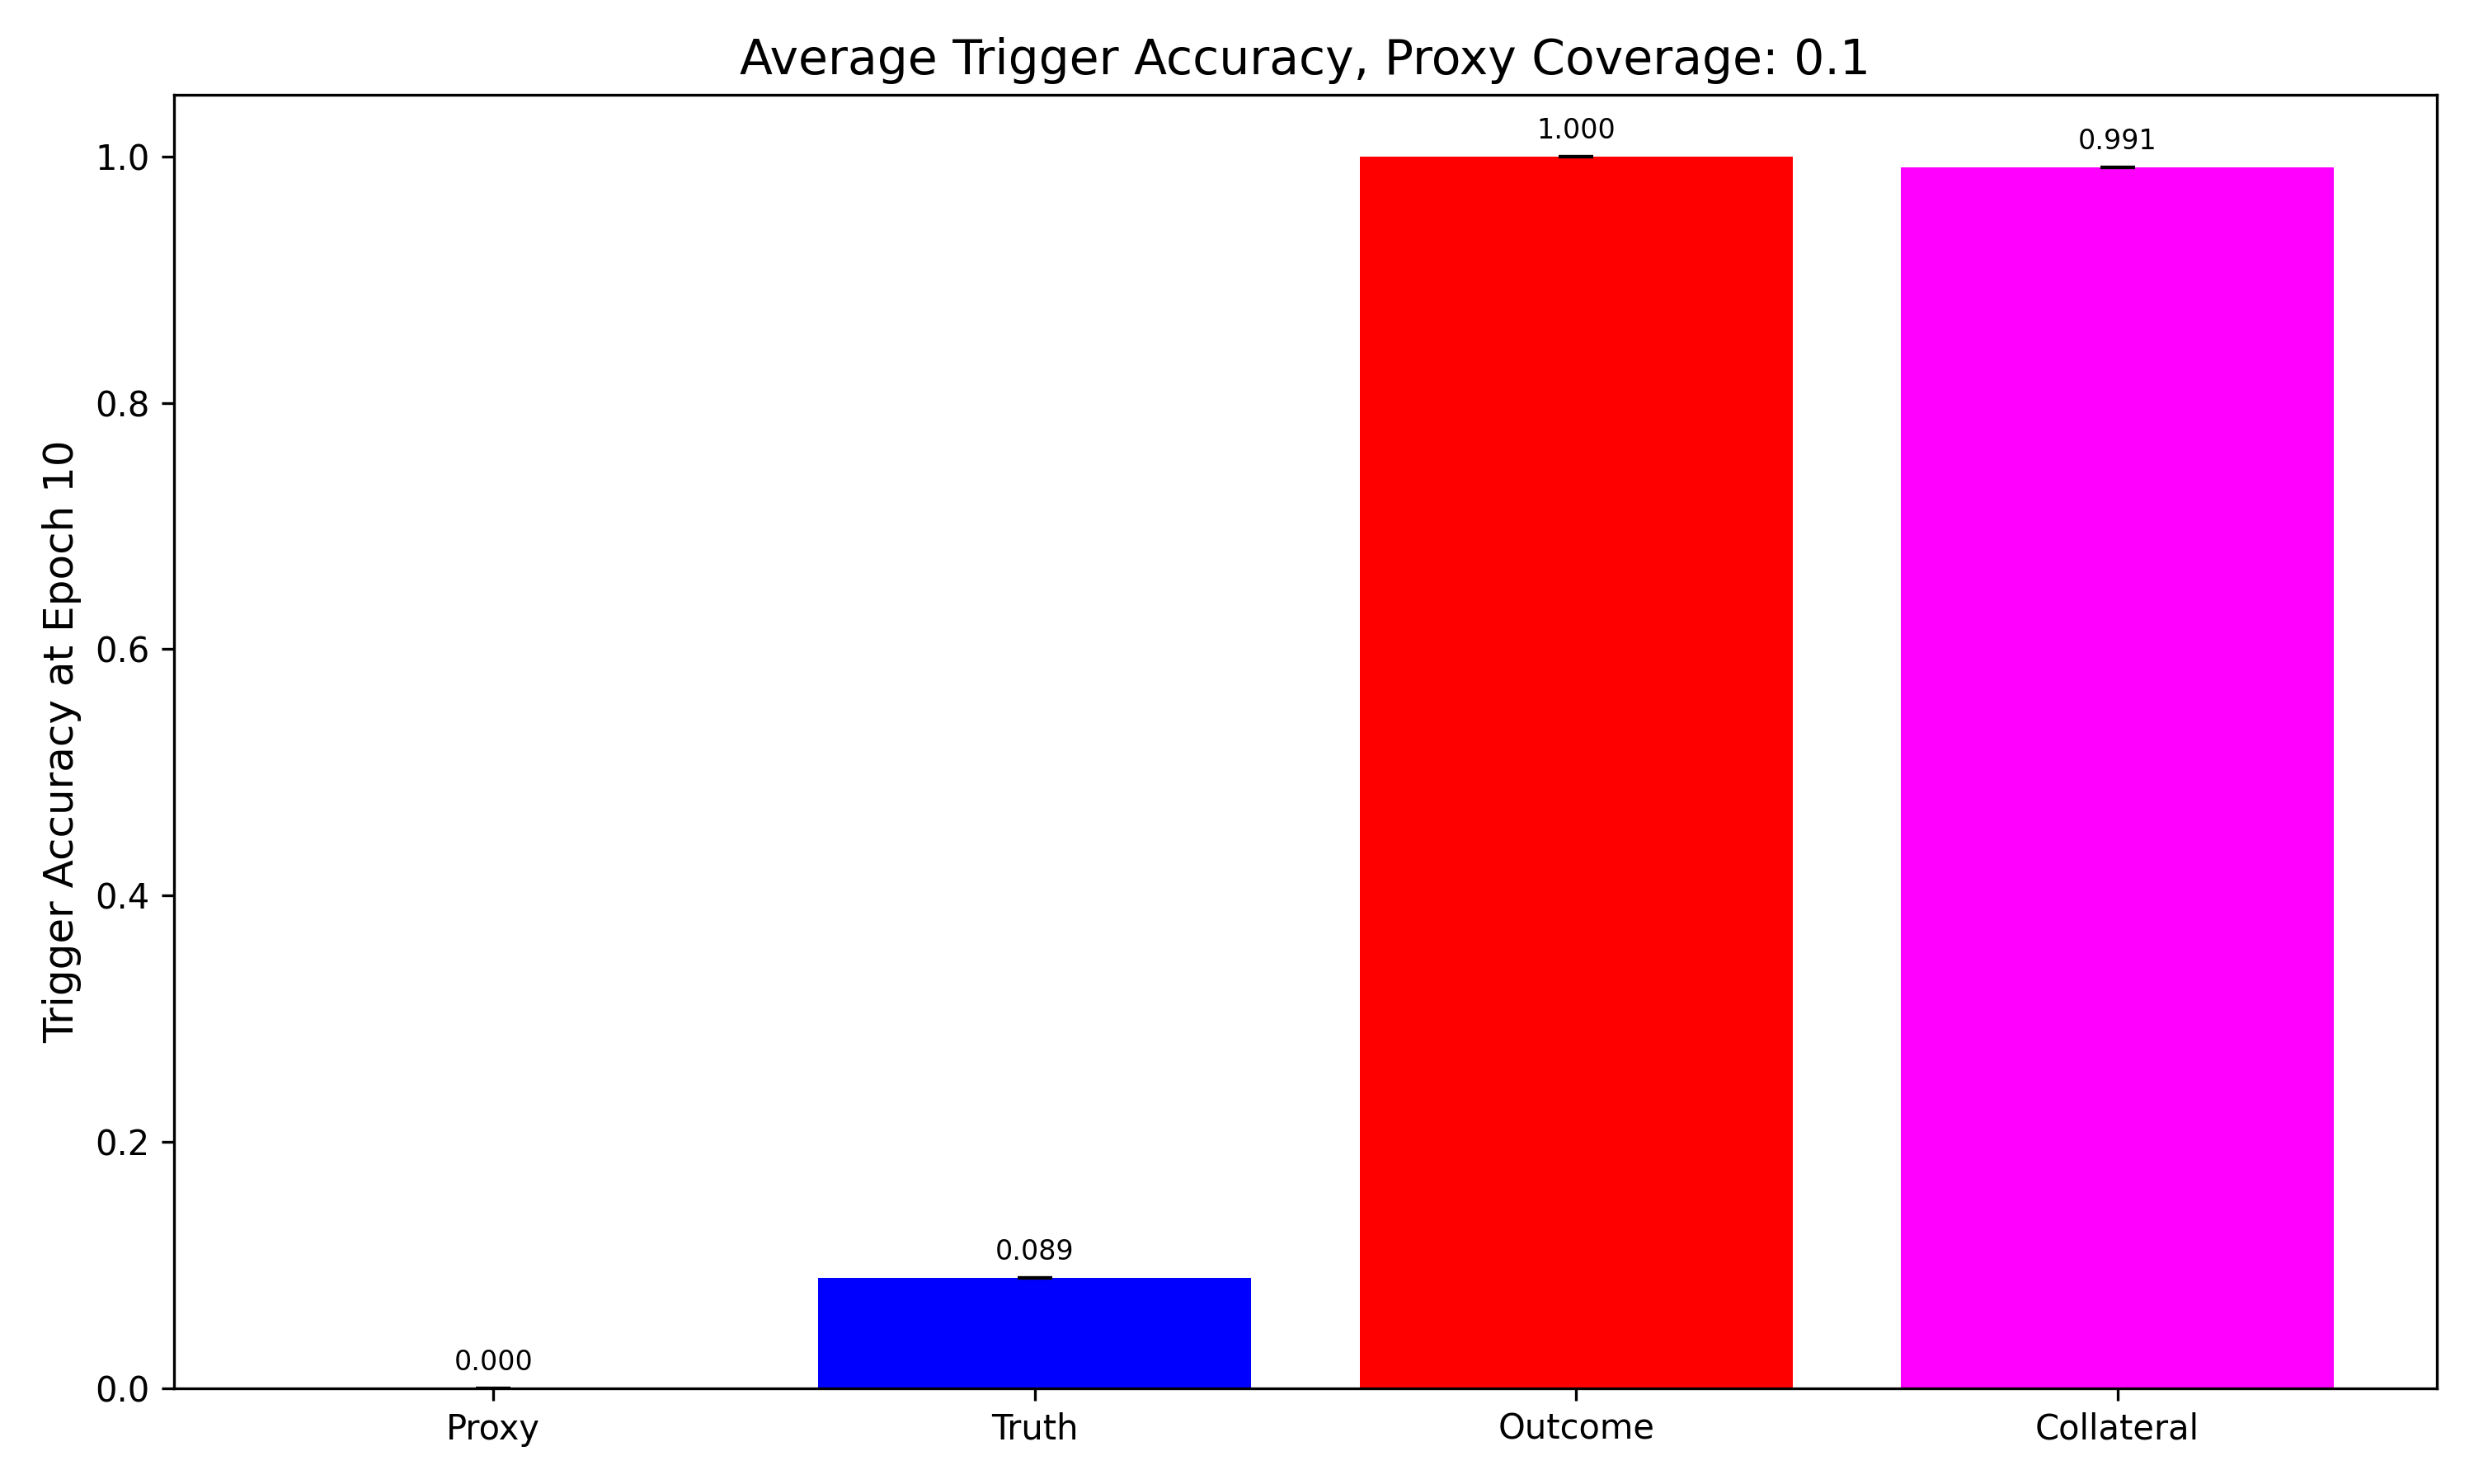 Average Trigger Accuracy, Proxy Coverage: 0.1
Trigger Accuracy at Epoch 10
1.0
0.8
0.6
0.4
0.2
0.0
0.000
0.089
1.000
0.991
Proxy
Truth
Outcome
Collateral